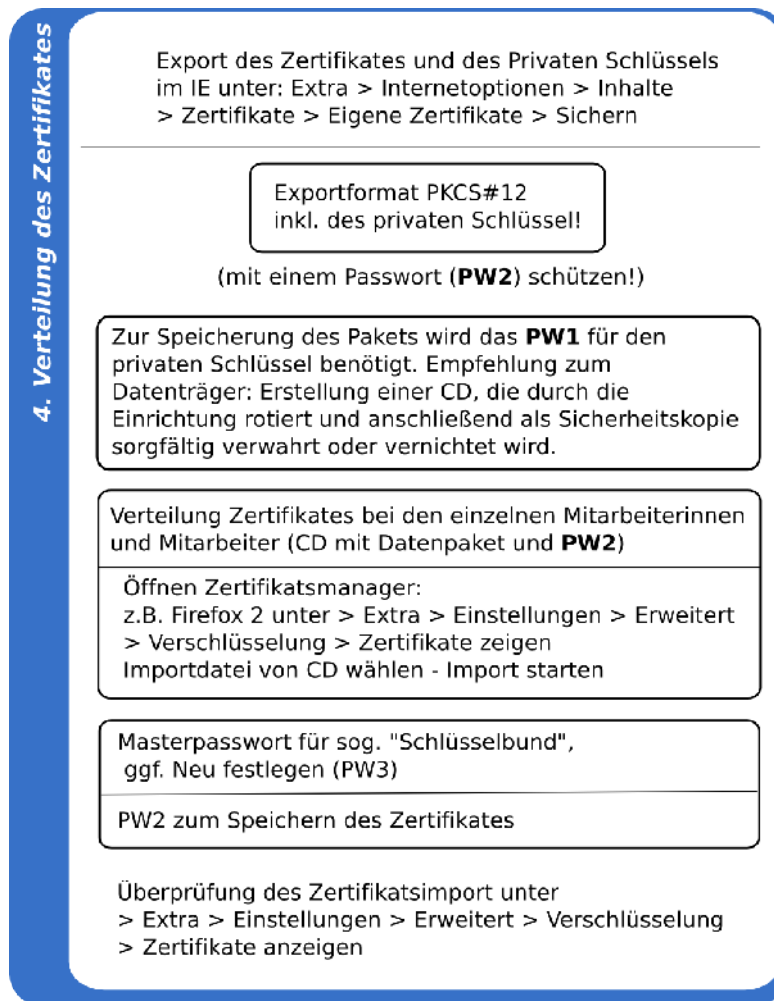 4. Verteilung des Zertifikates
Export des Zertifikates und des Privaten Schlüssels
im IE unter: Extra > Internetoptionen > Inhalte
> Zertifikate > Eigene Zertifikate > Sichern
Exportformat PKCS#12
inkl. des privaten Schlüssel!
(mit einem Passwort (PW2) schützen!)
Zur Speicherung des Pakets wird das PW1 für den
privaten Schlüssel benötigt. Empfehlung zum
Datenträger: Erstellung einer CD, die durch die
Einrichtung rotiert und anschließend als Sicherheitskopie
sorgfältig verwahrt oder vernichtet wird.
Verteilung Zertifikates bei den einzelnen Mitarbeiterinnen
und Mitarbeiter (CD mit Datenpaket und PW2)
Öffnen Zertifikatsmanager:
z.B. Firefox 2 unter > Extra > Einstellungen > Erweitert
> Verschlüsselung > Zertifikate zeigen
Importdatei von CD wählen - Import starten
Masterpasswort für sog. "Schlüsselbund",
ggf. Neu festlegen (PW3)
PW2 zum Speichern des Zertifikates
Überprüfung des Zertifikatsimport unter
> Extra > Einstellungen > Erweitert > Verschlüsselung
> Zertifikate anzeigen